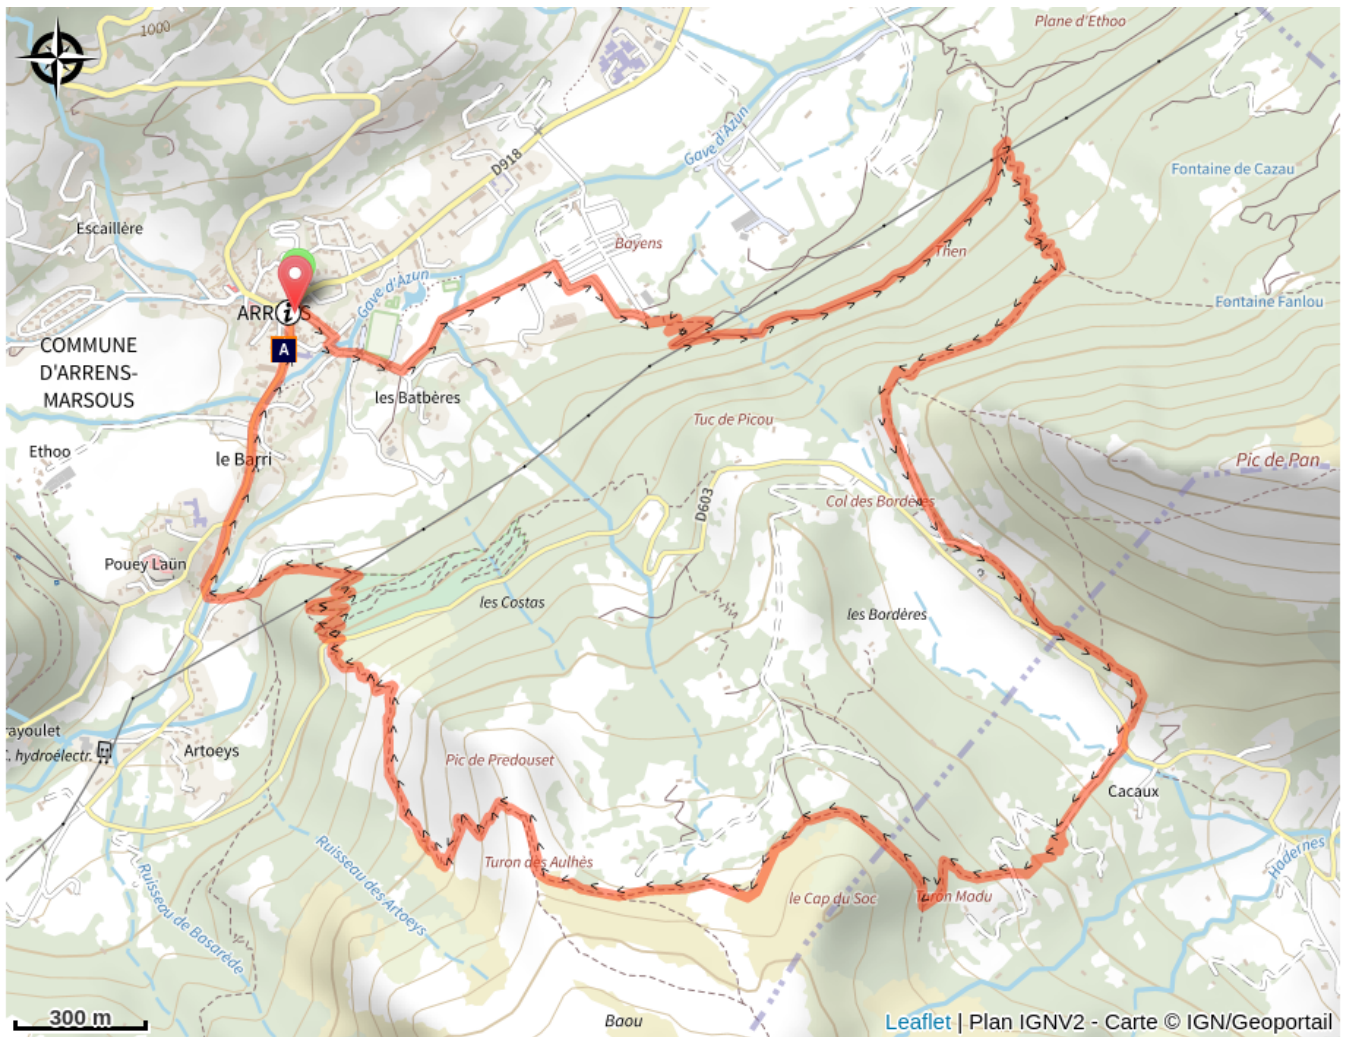 Plane d'Ethoo
1000
D918
Gave d'Azun
Fontaine de Cazau
Escaillère
Bayens
Then
Gave d'Azun
Fontaine Fanlou
i
COMMUNE
D'ARRENS-
MARSOUS
A
les Batbères
Tuc de Picou
Ethoo
le Barri
Pic de Pan
D603
Col des Bordères
Pouey Laün
les Costas
les Bordères
Artoeys
hydroélectr.
Pic de Predouset
Cacaux
Ruisseau des Artoeys
Turon des Aulhès
Hadernes
Ruisseau de Basarède
le Cap du Soc
Turon Madu
300 m
Baou
Leaflet | Plan IGNV2 - Carte © IGN/Geoportail